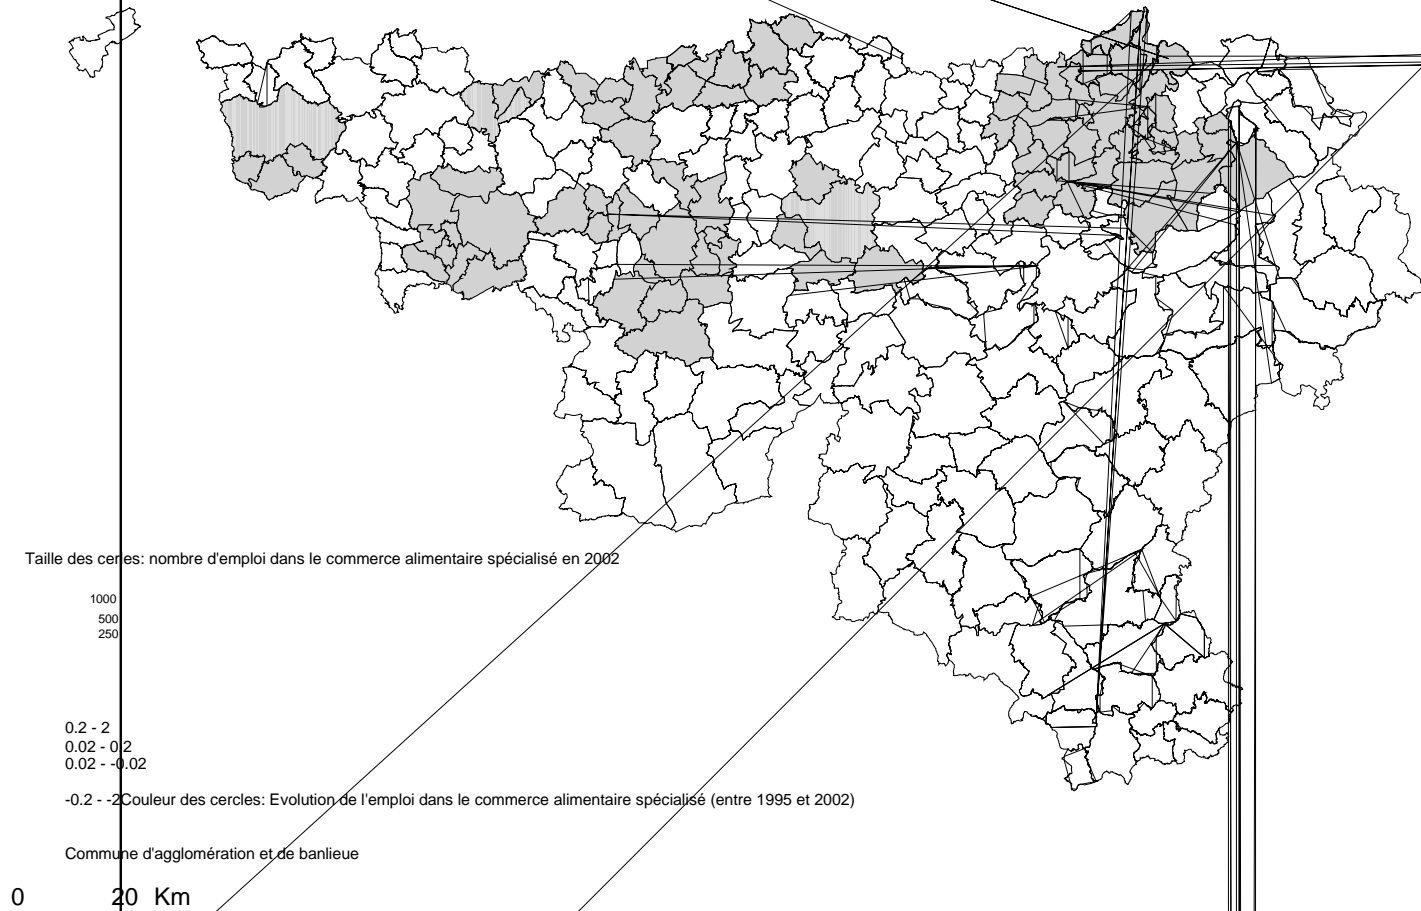 Taille des cercles: nombre d'emploi dans le commerce alimentaire spécialisé en 2002
1000
500
250
0.2 - 2
0.02 - 0.2
0.02 - -0.02
-0.2 - -2Couleur des cercles: Evolution de l'emploi dans le commerce alimentaire spécialisé (entre 1995 et 2002)
Commune d'agglomération et de banlieue
0 20 Km